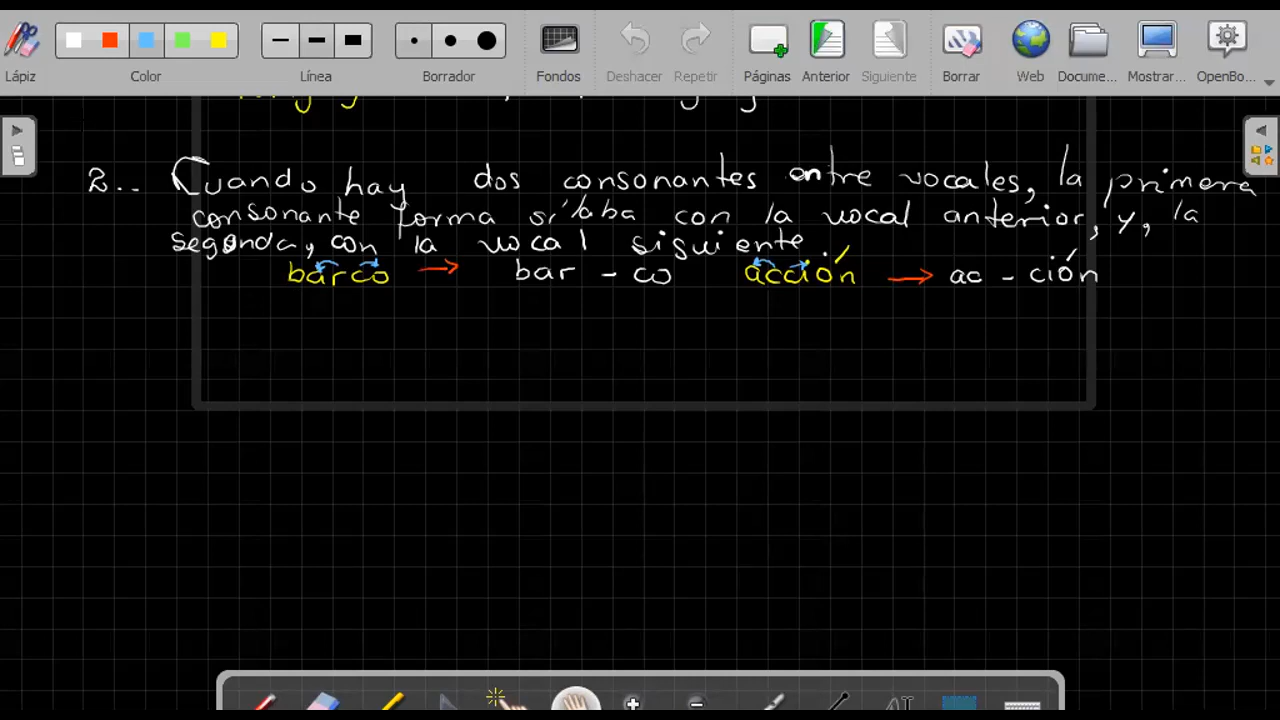 Lápiz Color Línea Borrador Fondos Deshacer Repetir Páginas Anterior Siguiente Borrar Web Docume... Mostrar... OpenBo...
2.. Cuando hay dos consonantes entre vocales, la primera
consonante forma sílaba con la vocal anterior, y, la
segunda, con la vocal siguiente
barco → bar - co acción → ac - ción